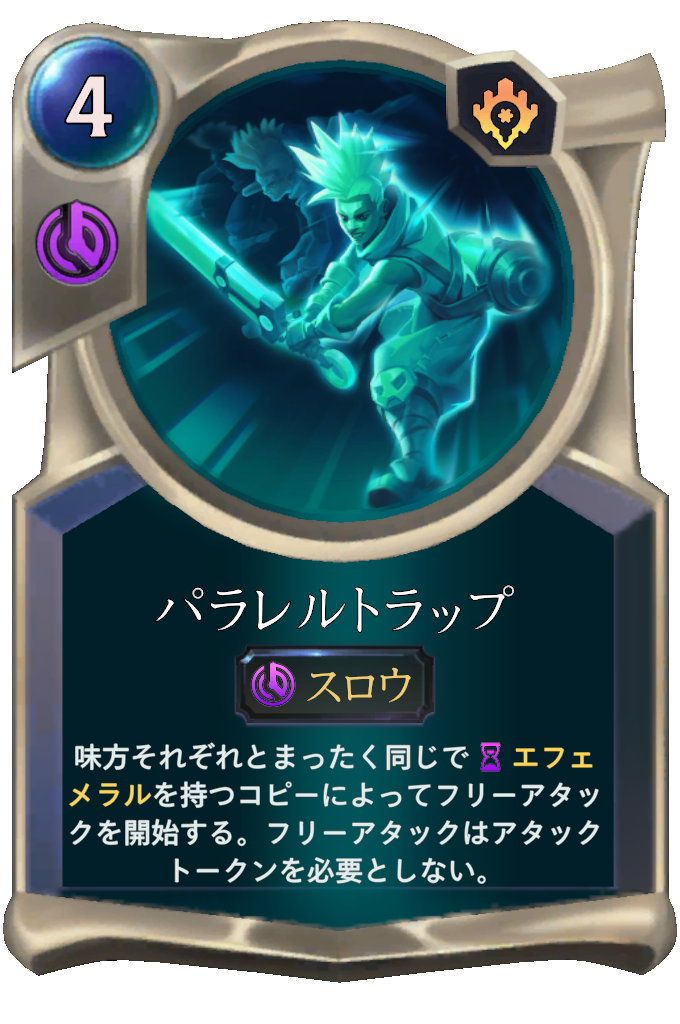 4
パラレルトラップ
スロウ
味方それぞれとまったく同じで エフェ
メラルを持つコピーによってフリーアタッ
クを開始する。フリーアタックはアタック
トークンを必要としない。